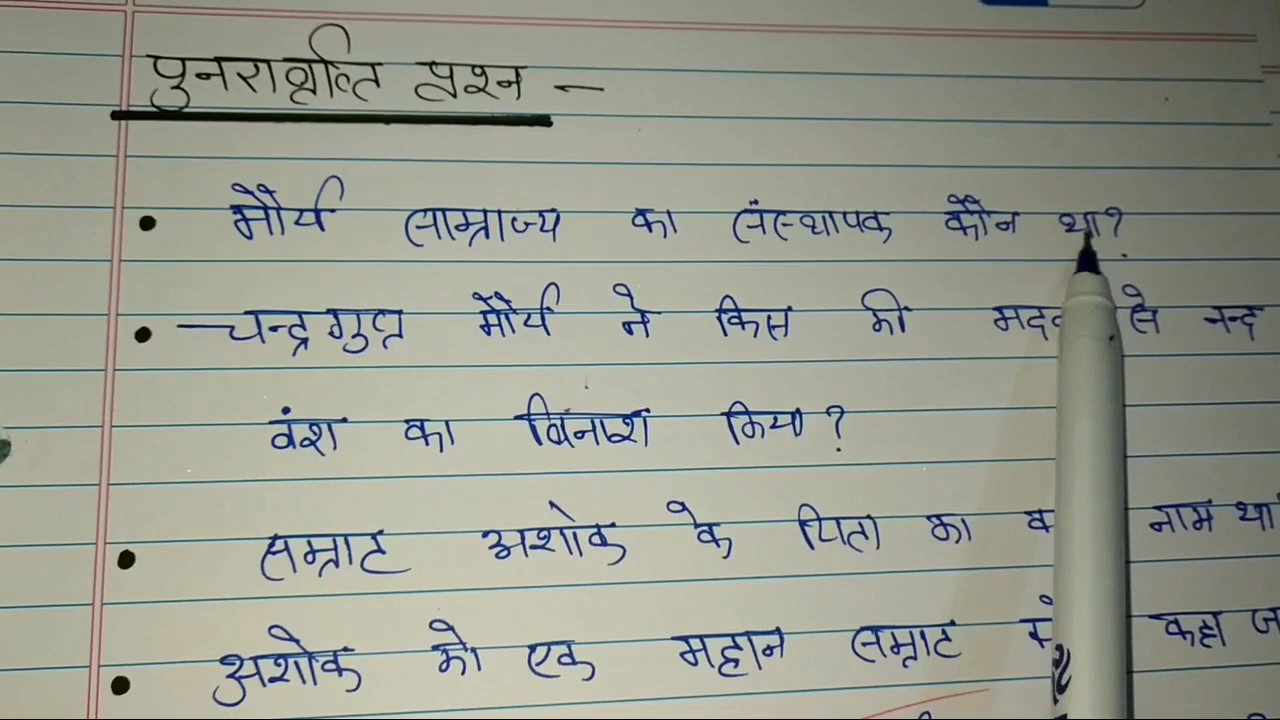 पुनरावृत्ति प्रश्न –
• मौर्य साम्राज्य का संस्थापक कौन था?
• चन्द्रगुप्त मौर्य ने किस की मदद से नन्द
वंश का विनाश किया?
• सम्राट अशोक के पिता का नाम था
• अशोक को एक महान सम्राट कहा